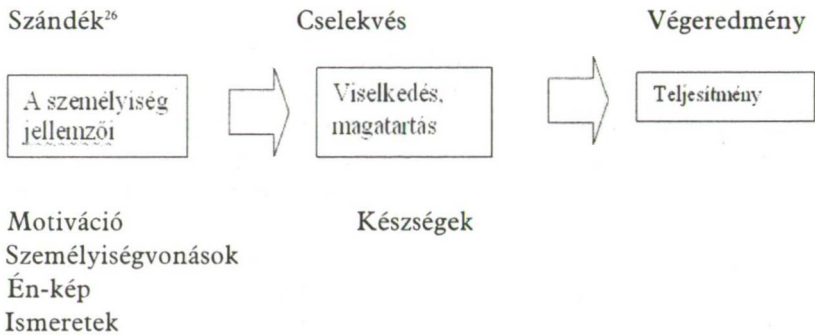 Szándék²⁶ Cselekvés Végeredmény
A személyiség
jellemzői
Viselkedés,
magatartás
Teljesítmény
Motiváció Készségek
Személyiségvonások
Én-kép
Ismeretek